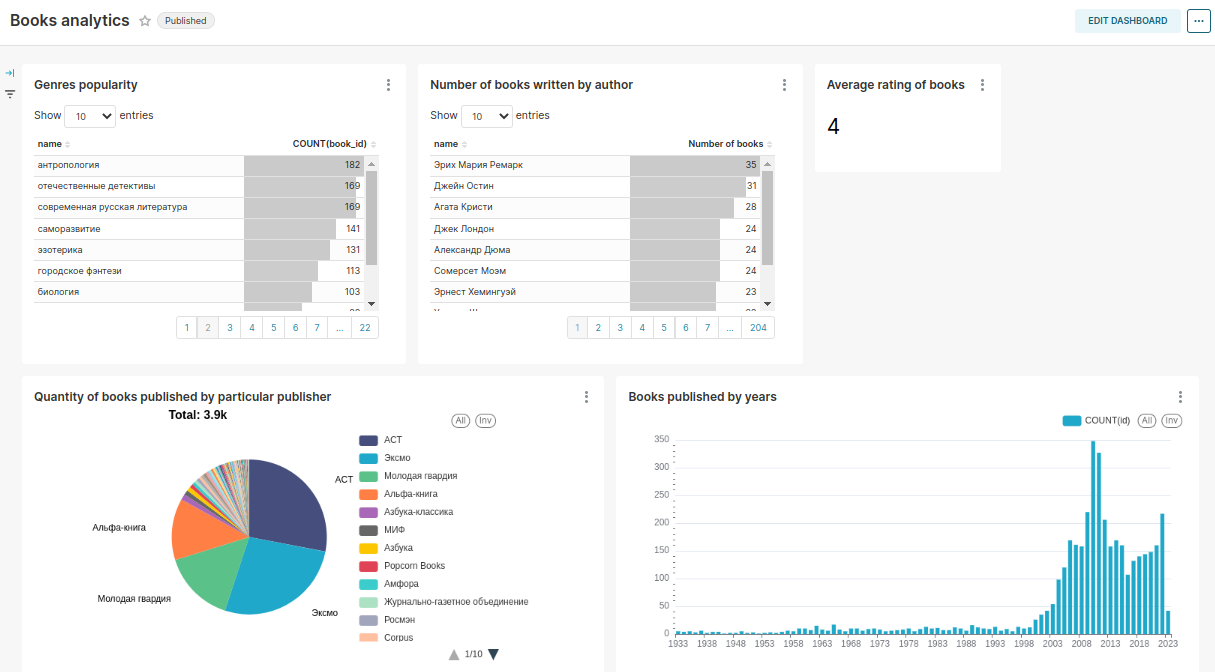 Books analytics
Published
EDIT DASHBOARD
...
Genres popularity
Show 10 entries
name COUNT(book_id)
антропология 182
отечественные детективы 169
современная русская литература 169
саморазвитие 141
эзотерика 131
городское фэнтези 113
биология 103
1 2 3 4 5 6 7 ... 22
Number of books written by author
Show 10 entries
name Number of books
Эрих Мария Ремарк 35
Джейн Остин 31
Агата Кристи 28
Джек Лондон 24
Александр Дюма 24
Сомерсет Моэм 24
Эрнест Хемингуэй 23
1 2 3 4 5 6 7 ... 204
Average rating of books
4
Quantity of books published by particular publisher
Total: 3.9k
All Inv
АСТ
Эксмо
Молодая гвардия
Альфа-книга
Азбука-классика
МИФ
Азбука
Popcorn Books
Амфора
Журнально-газетное объединение
Росмэн
Corpus
1/10
АСТ
Альфа-книга
Молодая гвардия
Эксмо
Books published by years
COUNT(id) All Inv
350
300
250
200
150
100
50
0
1933 1938 1948 1953 1958 1963 1968 1973 1978 1983 1988 1993 1998 2003 2008 2013 2018 2023